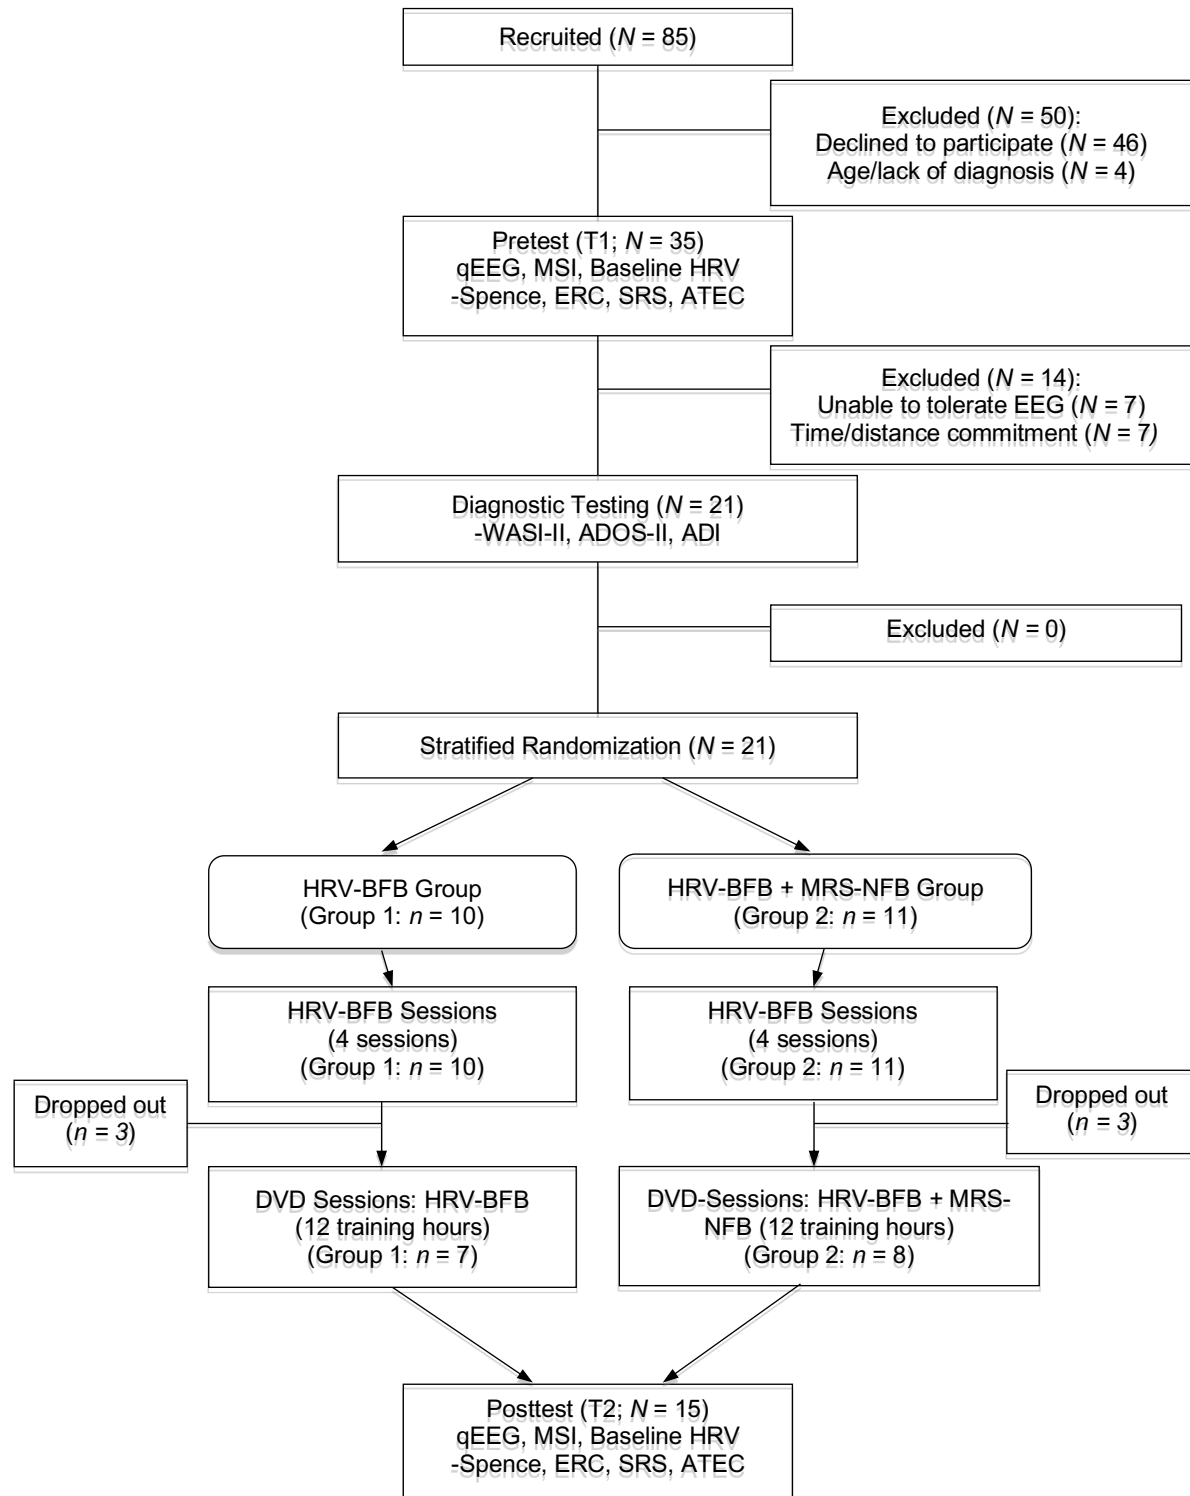 Recruited (N = 85)
Excluded (N = 50):
Declined to participate (N = 46)
Age/lack of diagnosis (N = 4)
Pretest (T1; N = 35)
qEEG, MSI, Baseline HRV
-Spence, ERC, SRS, ATEC
Excluded (N = 14):
Unable to tolerate EEG (N = 7)
Time/distance commitment (N = 7)
Diagnostic Testing (N = 21)
-WASI-II, ADOS-II, ADI
Excluded (N = 0)
Stratified Randomization (N = 21)
HRV-BFB Group
(Group 1: n = 10)
HRV-BFB + MRS-NFB Group
(Group 2: n = 11)
HRV-BFB Sessions
(4 sessions)
(Group 1: n = 10)
HRV-BFB Sessions
(4 sessions)
(Group 2: n = 11)
Dropped out
(n = 3)
Dropped out
(n = 3)
DVD Sessions: HRV-BFB
(12 training hours)
(Group 1: n = 7)
DVD-Sessions: HRV-BFB + MRS-
NFB (12 training hours)
(Group 2: n = 8)
Posttest (T2; N = 15)
qEEG, MSI, Baseline HRV
-Spence, ERC, SRS, ATEC